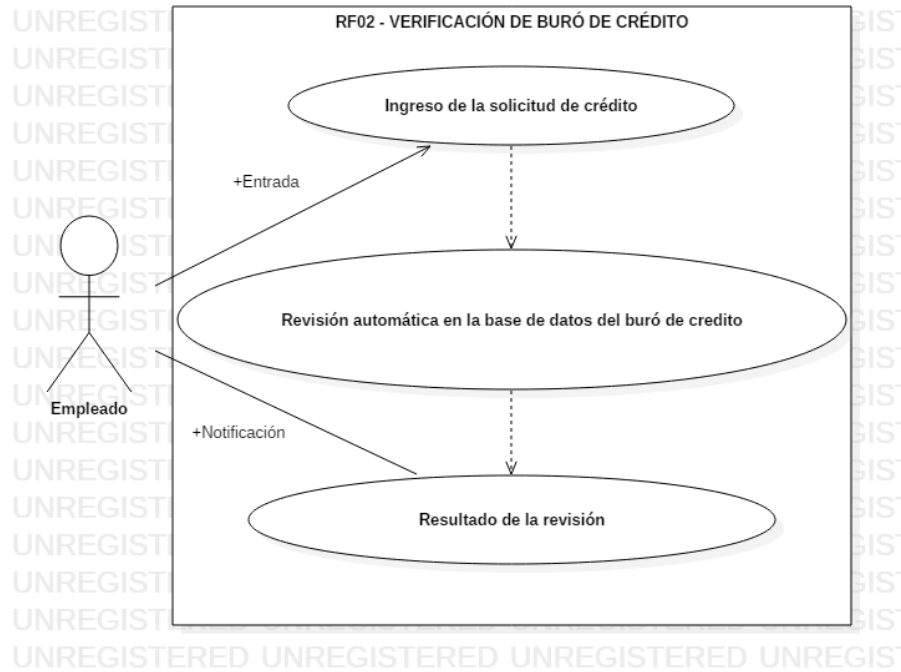 RF02 - VERIFICACIÓN DE BURÓ DE CRÉDITO
Ingreso de la solicitud de crédito
+Entrada
Revisión automática en la base de datos del buró de credito
Empleado
+Notificación
Resultado de la revisión
UNREGISTERED UNREGISTERED UNREGISTERED UNREGIST